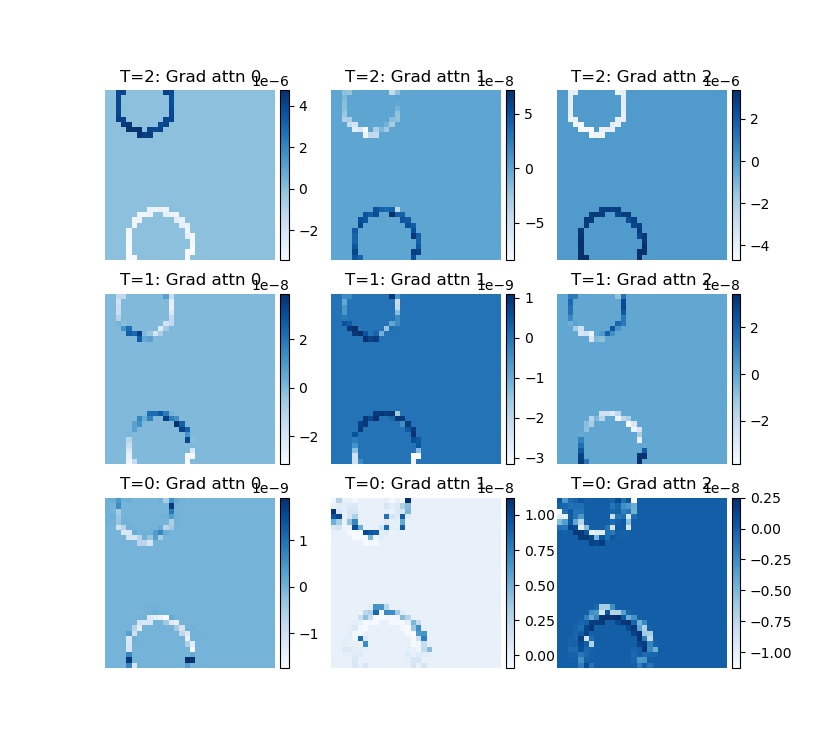 T=2: Grad attn 0
1e−6
T=2: Grad attn 1
1e−8
T=2: Grad attn 2
1e−6
4
2
0
−2
5
0
−5
2
0
−2
−4
T=1: Grad attn 0
1e−8
T=1: Grad attn 1
1e−9
T=1: Grad attn 2
1e−8
2
0
−2
1
0
−1
−2
−3
2
0
−2
T=0: Grad attn 0
1e−9
T=0: Grad attn 1
1e−8
T=0: Grad attn 2
1e−8
1
0
−1
1.00
0.75
0.50
0.25
0.00
0.25
0.00
−0.25
−0.50
−0.75
−1.00